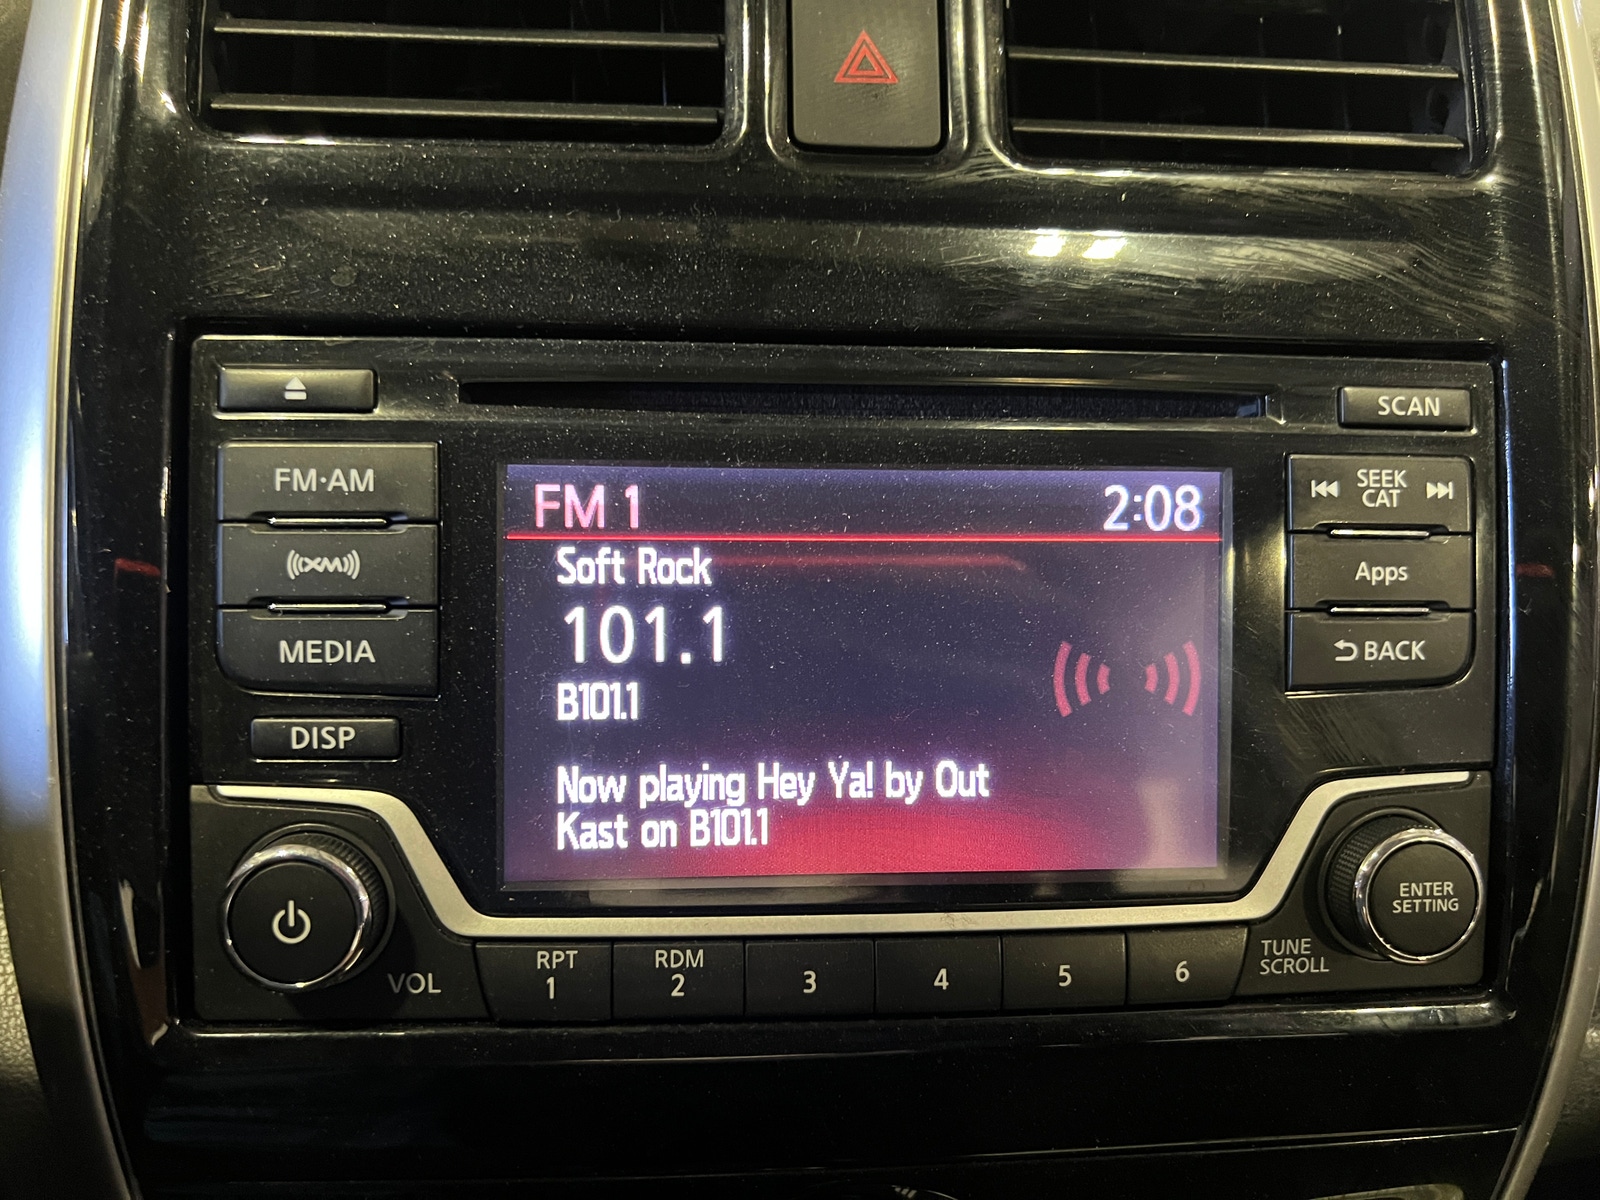 SCAN
FM·AM
SEEK
CAT
FM 1 2:08
Soft Rock
101.1
B101.1
Now playing Hey Ya! by Out
Kast on B101.1
XM
Apps
MEDIA
BACK
DISP
VOL
RPT
1
RDM
2
3
4
5
6
TUNE
SCROLL
ENTER
SETTING